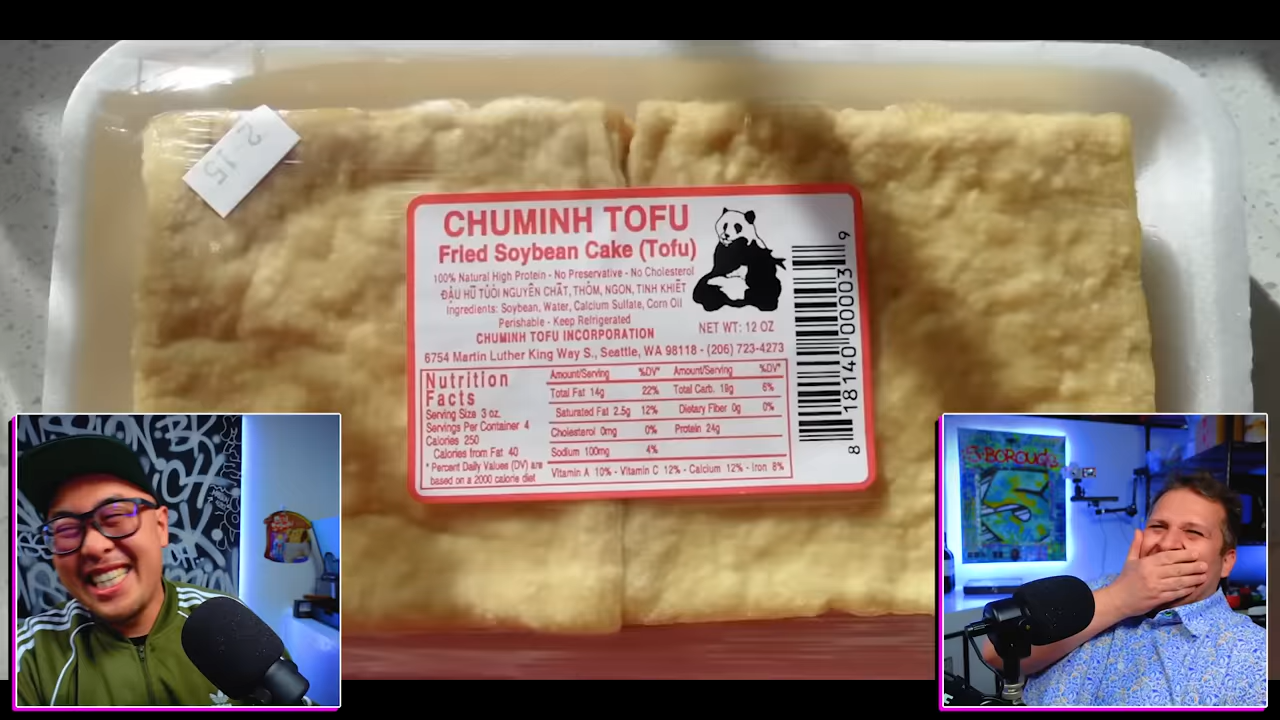 2 15
CHUMINH TOFU
Fried Soybean Cake (Tofu)
100% Natural High Protein - No Preservative - No Cholesterol
ĐẬU HŨ TƯƠI NGUYÊN CHẤT, THƠM, NGON, TINH KHIẾT
Ingredients: Soybean, Water, Calcium Sulfate, Corn Oil
Perishable - Keep Refrigerated
NET WT: 12 OZ
CHUMINH TOFU INCORPORATION
6754 Martin Luther King Way S., Seattle, WA 98118 - (206) 723-4273
8 18140 00003 9
Nutrition
Facts
Serving Size 3 oz.
Servings Per Container 4
Calories 250
Calories from Fat 40
* Percent Daily Values (DV) are
based on a 2000 calorie diet
Amount/Serving %DV* Amount/Serving %DV*
Total Fat 14g 22% Total Carb. 19g 6%
Saturated Fat 2.5g 12% Dietary Fiber 0g 0%
Cholesterol 0mg 0% Protein 24g
Sodium 100mg 4%
Vitamin A 10% - Vitamin C 12% - Calcium 12% - Iron 8%
MISSION BK
5-BOROUGHS